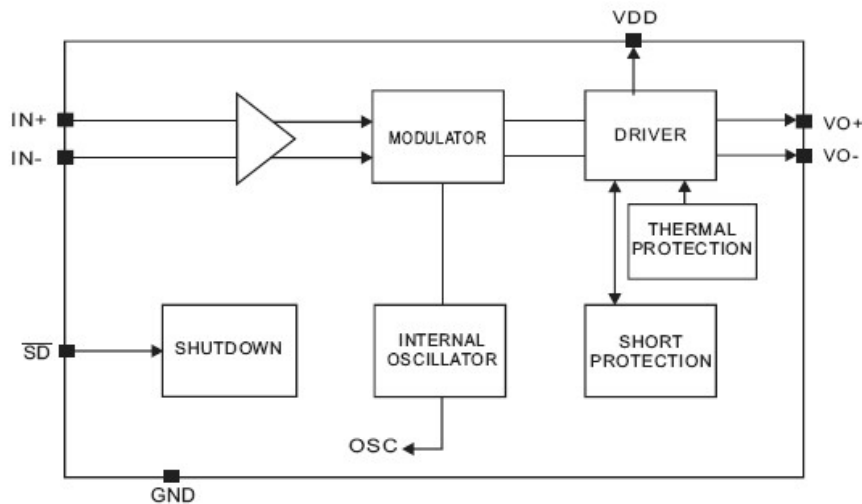 VDD
IN+
IN-
MODULATOR
DRIVER
VO+
VO-
THERMAL
PROTECTION
SD
SHUTDOWN
INTERNAL
OSCILLATOR
SHORT
PROTECTION
OSC
GND